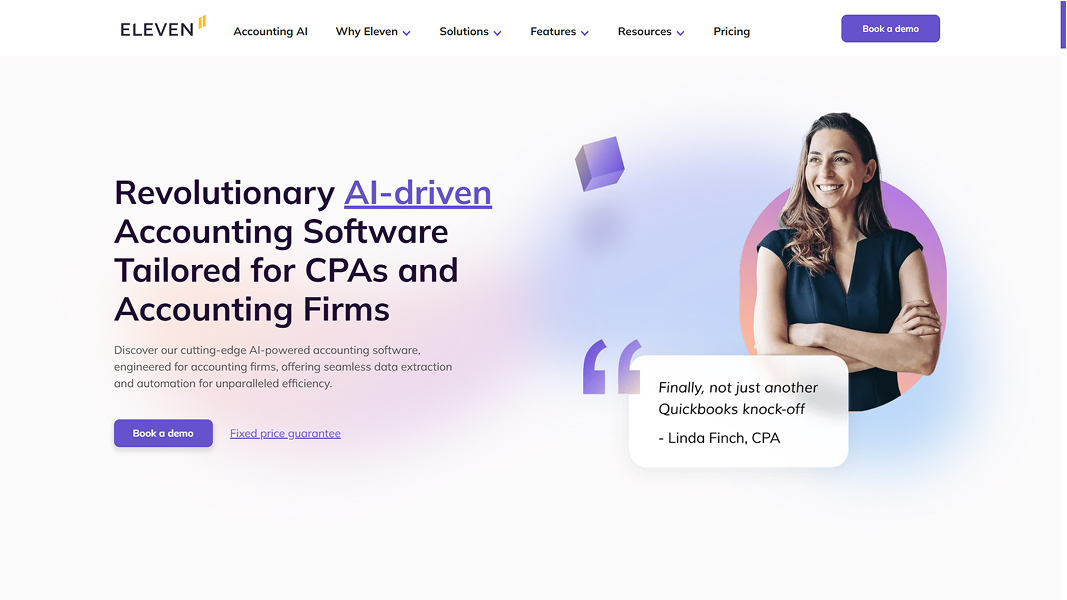 ELEVEN
Accounting AI
Why Eleven
Solutions
Features
Resources
Pricing
Book a demo
Revolutionary AI-driven
Accounting Software
Tailored for CPAs and
Accounting Firms
Discover our cutting-edge AI-powered accounting software,
engineered for accounting firms, offering seamless data extraction
and automation for unparalleled efficiency.
Book a demo
Fixed price guarantee
Finally, not just another
Quickbooks knock-off
- Linda Finch, CPA